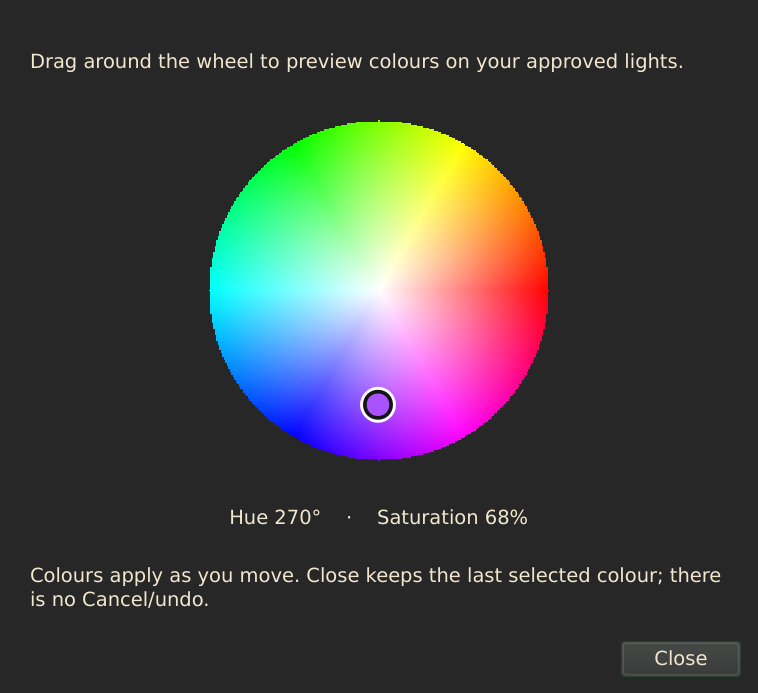 Drag around the wheel to preview colours on your approved lights.
Hue 270° · Saturation 68%
Colours apply as you move. Close keeps the last selected colour; there
is no Cancel/undo.
Close